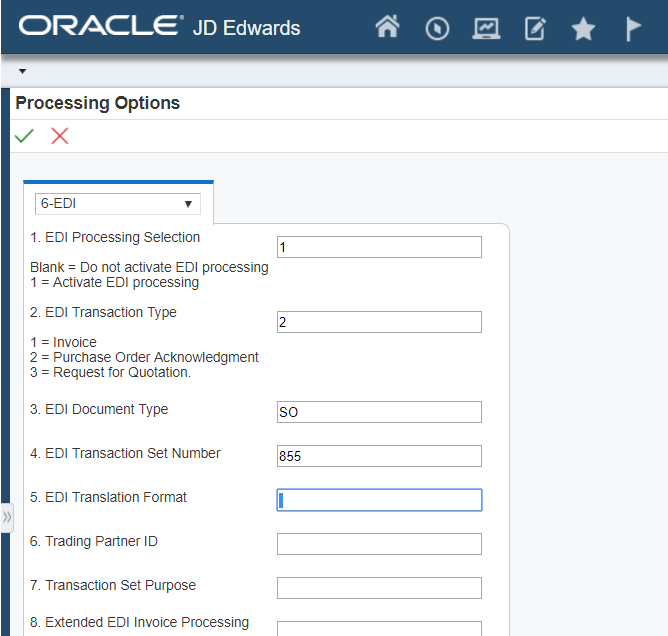 ORACLE® JD Edwards
Processing Options
6-EDI
1. EDI Processing Selection
1
Blank = Do not activate EDI processing
1 = Activate EDI processing
2. EDI Transaction Type
2
1 = Invoice
2 = Purchase Order Acknowledgment
3 = Request for Quotation.
3. EDI Document Type
SO
4. EDI Transaction Set Number
855
5. EDI Translation Format
6. Trading Partner ID
7. Transaction Set Purpose
8. Extended EDI Invoice Processing